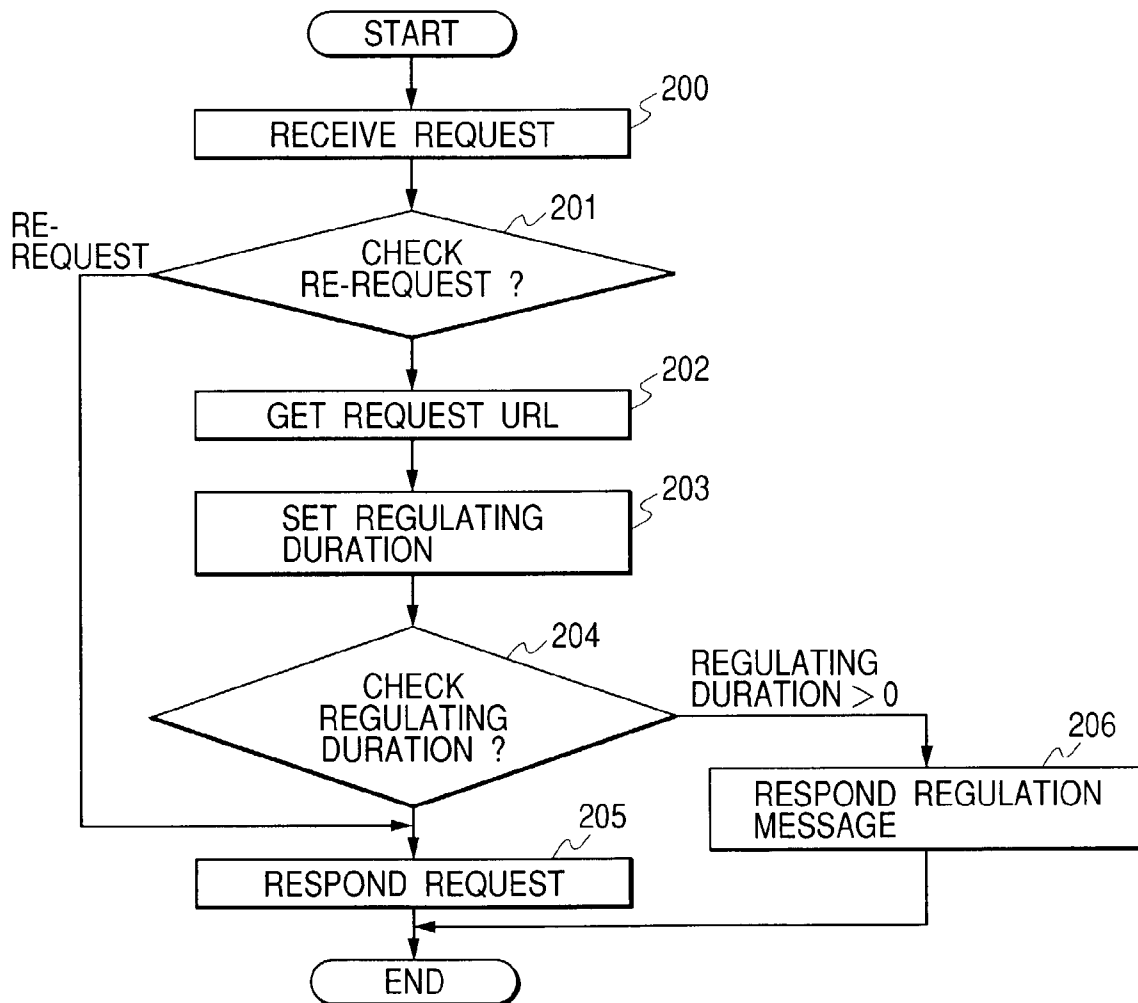 START
200
RECEIVE REQUEST
201
RE-
REQUEST
CHECK
RE-REQUEST ?
202
GET REQUEST URL
203
SET REGULATING
DURATION
204
CHECK
REGULATING
DURATION ?
REGULATING
DURATION > 0
206
RESPOND REGULATION
MESSAGE
205
RESPOND REQUEST
END